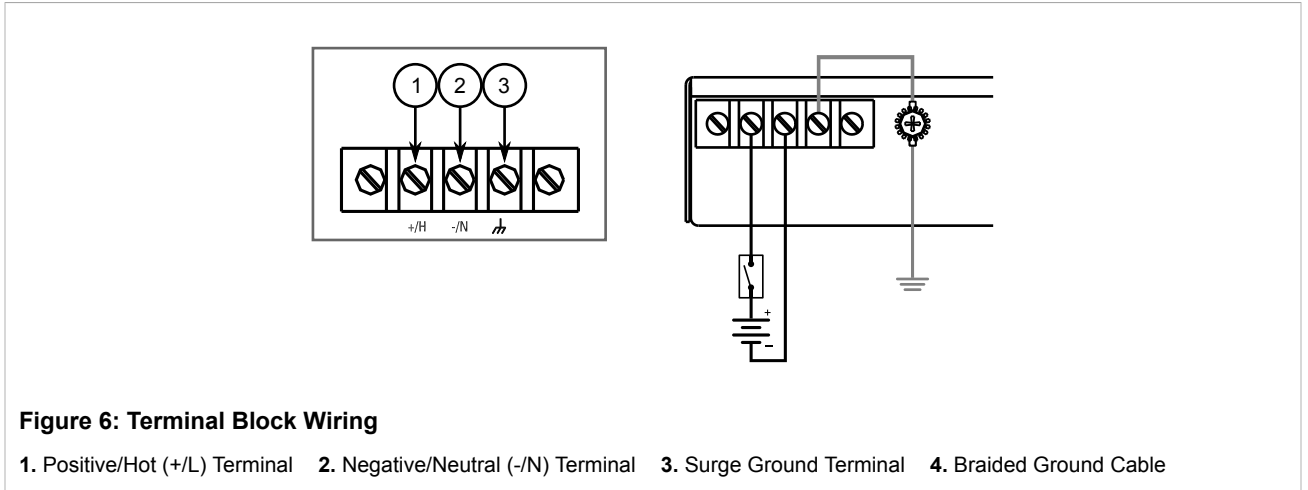 1 2 3
+/H -/N
+
–
Figure 6: Terminal Block Wiring
1. Positive/Hot (+/L) Terminal 2. Negative/Neutral (-/N) Terminal 3. Surge Ground Terminal 4. Braided Ground Cable